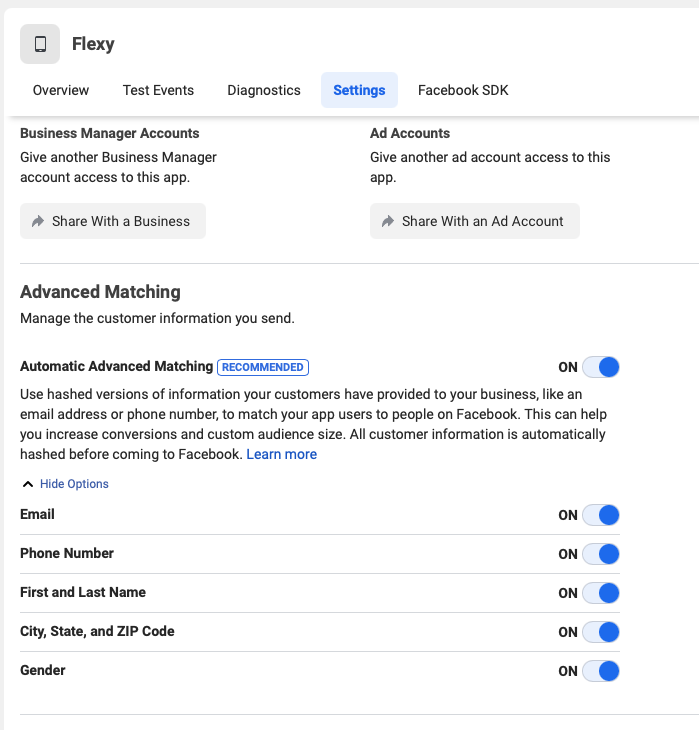 Flexy
Overview Test Events Diagnostics Settings Facebook SDK
Business Manager Accounts
Give another Business Manager
account access to this app.
Share With a Business
Ad Accounts
Give another ad account access to this
app.
Share With an Ad Account
Advanced Matching
Manage the customer information you send.
Automatic Advanced Matching RECOMMENDED ON
Use hashed versions of information your customers have provided to your business, like an
email address or phone number, to match your app users to people on Facebook. This can help
you increase conversions and custom audience size. All customer information is automatically
hashed before coming to Facebook. Learn more
Hide Options
Email ON
Phone Number ON
First and Last Name ON
City, State, and ZIP Code ON
Gender ON